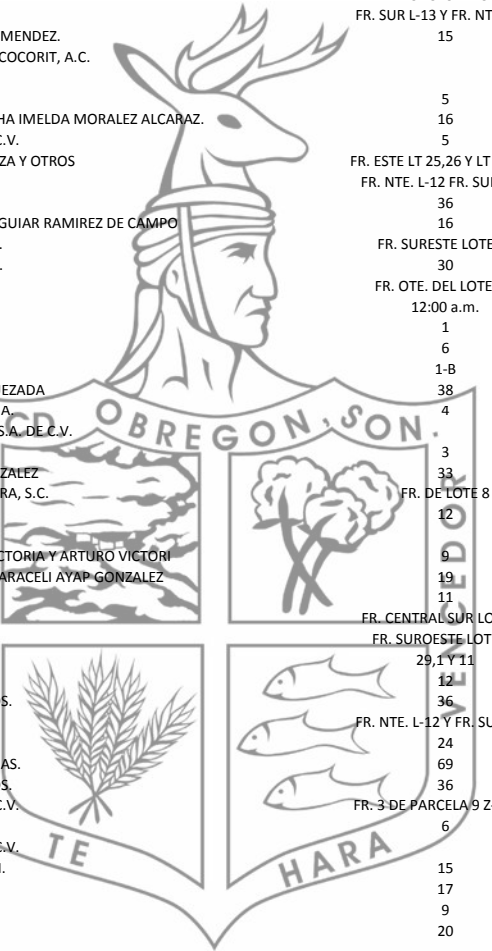 FR. SUR L-13 Y FR. NT
MENDEZ. 15
COCORIT, A.C.
5
HA IMELDA MORALEZ ALCARAZ. 16
C.V. 5
ZA Y OTROS FR. ESTE LT 25,26 Y LT
FR. NTE. L-12 FR. SU
36
GUIAR RAMIREZ DE CAMPO 16
. FR. SURESTE LOTE
. 30
FR. OTE. DEL LOTE
12:00 a.m.
1
6
1-B
EZADA 38
A. 4
S.A. DE C.V.
3
ZALEZ 33
RA, S.C. FR. DE LOTE 8
12
CTORIA Y ARTURO VICTORI 9
ARACELI AYAP GONZALEZ 19
11
FR. CENTRAL SUR LO
FR. SUROESTE LOT
29,1 Y 11
12
OS. 36
FR. NTE. L-12 Y FR. SU
24
AS. 69
OS. 36
C.V. FR. 3 DE PARCELA 9 Z-
6
C.V.
. 15
17
9
20
CD. OBREGON, SON.
VENCEDOR
TE HARA